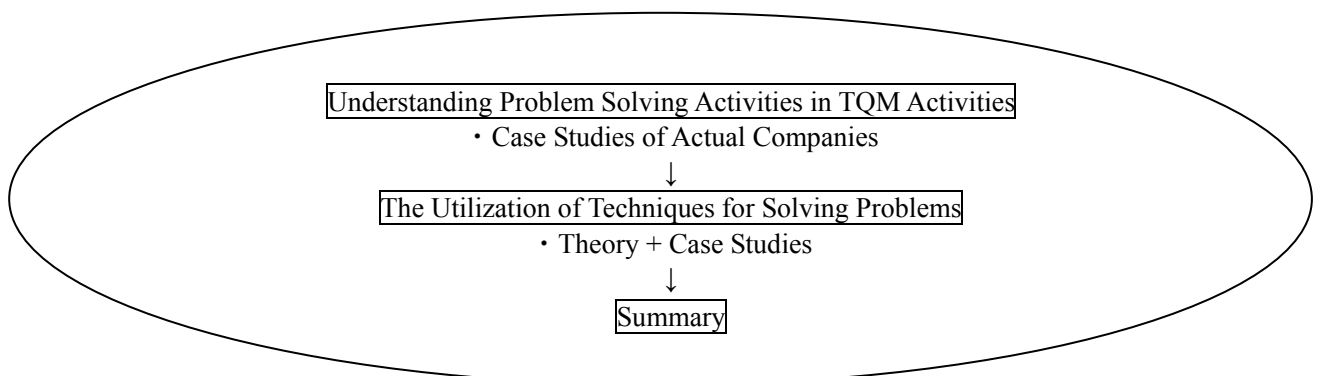 Understanding Problem Solving Activities in TQM Activities
・Case Studies of Actual Companies
↓
The Utilization of Techniques for Solving Problems
・Theory + Case Studies
↓
Summary